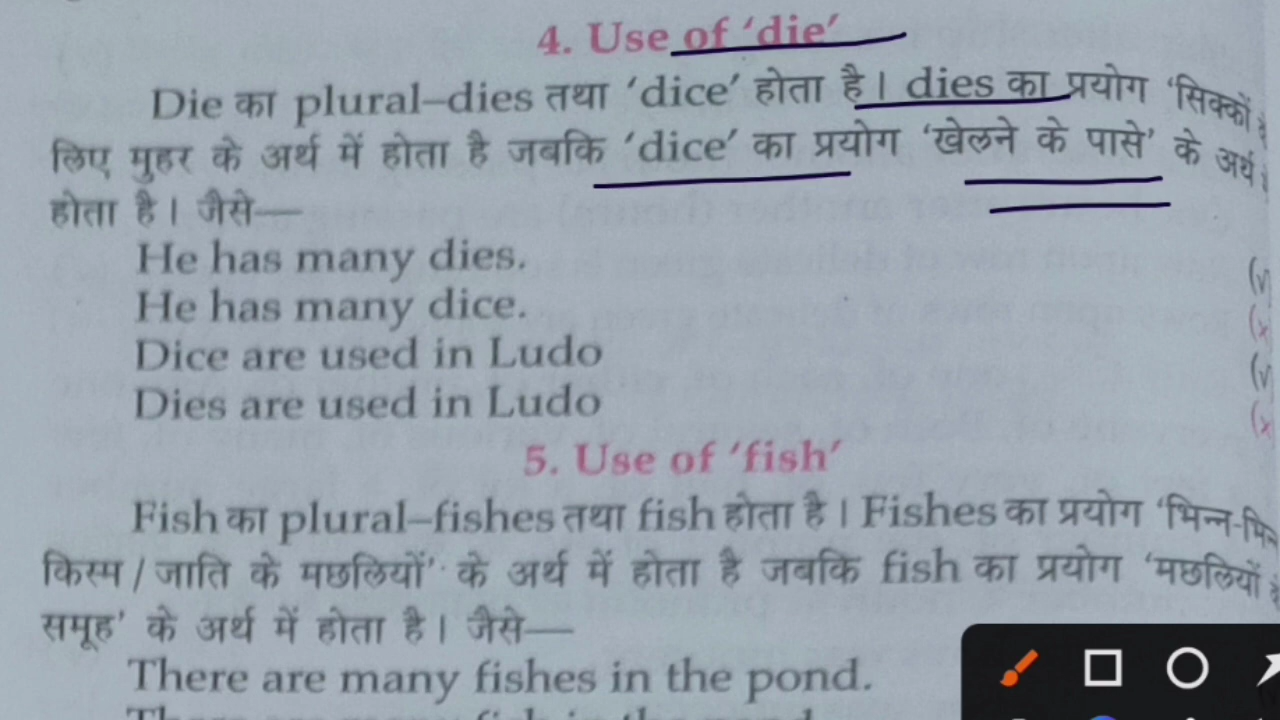 4. Use of 'die'
Die का plural–dies तथा 'dice' होता है। dies का प्रयोग 'सिक्कों
लिए मुहर के अर्थ में होता है जबकि 'dice' का प्रयोग 'खेलने के पासे' के अर्थ
होता है। जैसे—
He has many dies. (v
He has many dice. (x
Dice are used in Ludo (v
Dies are used in Ludo (x
5. Use of 'fish'
Fish का plural–fishes तथा fish होता है। Fishes का प्रयोग 'भिन्न-भिन
किस्म / जाति के मछलियों' के अर्थ में होता है जबकि fish का प्रयोग 'मछलियों
समूह' के अर्थ में होता है। जैसे—
There are many fishes in the pond.